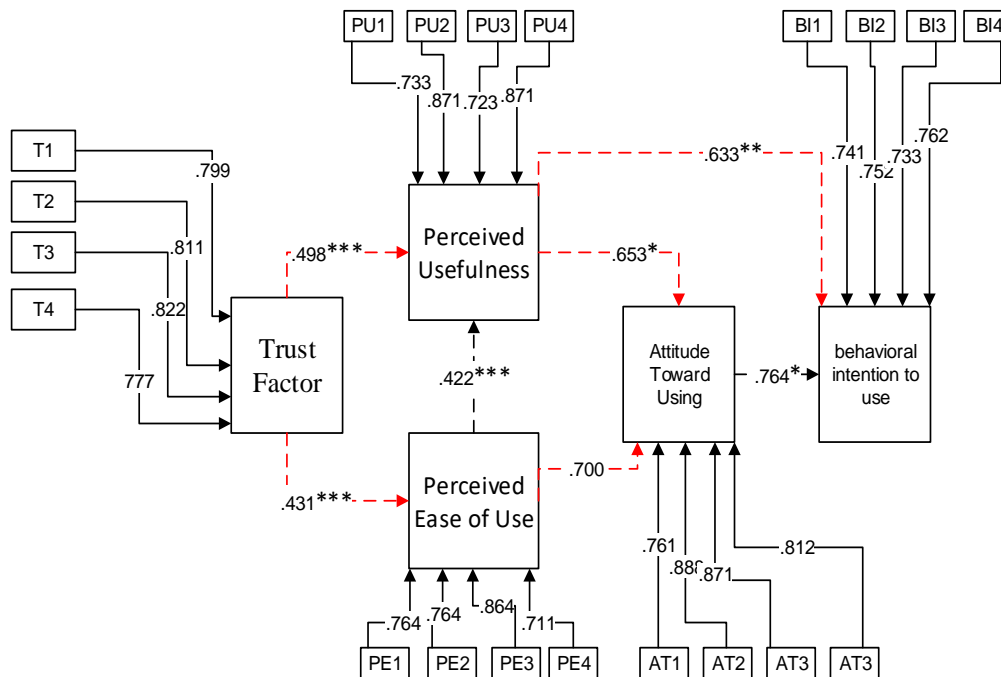 PU1
PU2
PU3
PU4
BI1
BI2
BI3
BI4
.733
.871
.723
.871
.741
.752
.733
.762
T1
T2
T3
T4
.799
.811
.822
777
.498***
Perceived
Usefulness
.633**
.653*
Trust
Factor
.422***
Attitude
Toward
Using
.764*
behavioral
intention to
use
.431***
Perceived
Ease of Use
.700
.764
.764
.864
.711
.761
.888
.871
.812
PE1
PE2
PE3
PE4
AT1
AT2
AT3
AT3